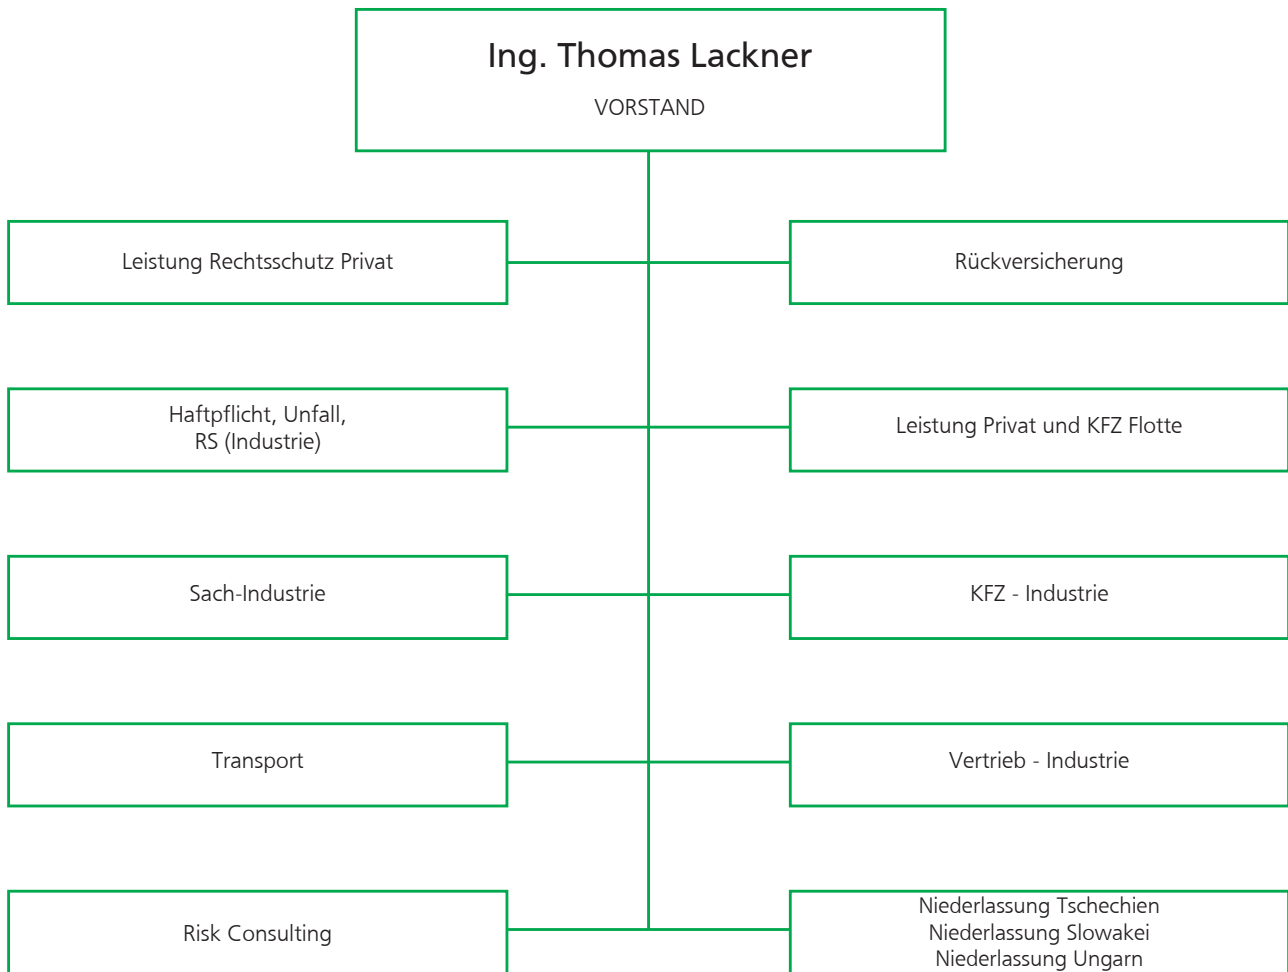 Ing. Thomas Lackner
VORSTAND
Leistung Rechtsschutz Privat
Rückversicherung
Haftpflicht, Unfall,
RS (Industrie)
Leistung Privat und KFZ Flotte
Sach-Industrie
KFZ - Industrie
Transport
Vertrieb - Industrie
Risk Consulting
Niederlassung Tschechien
Niederlassung Slowakei
Niederlassung Ungarn